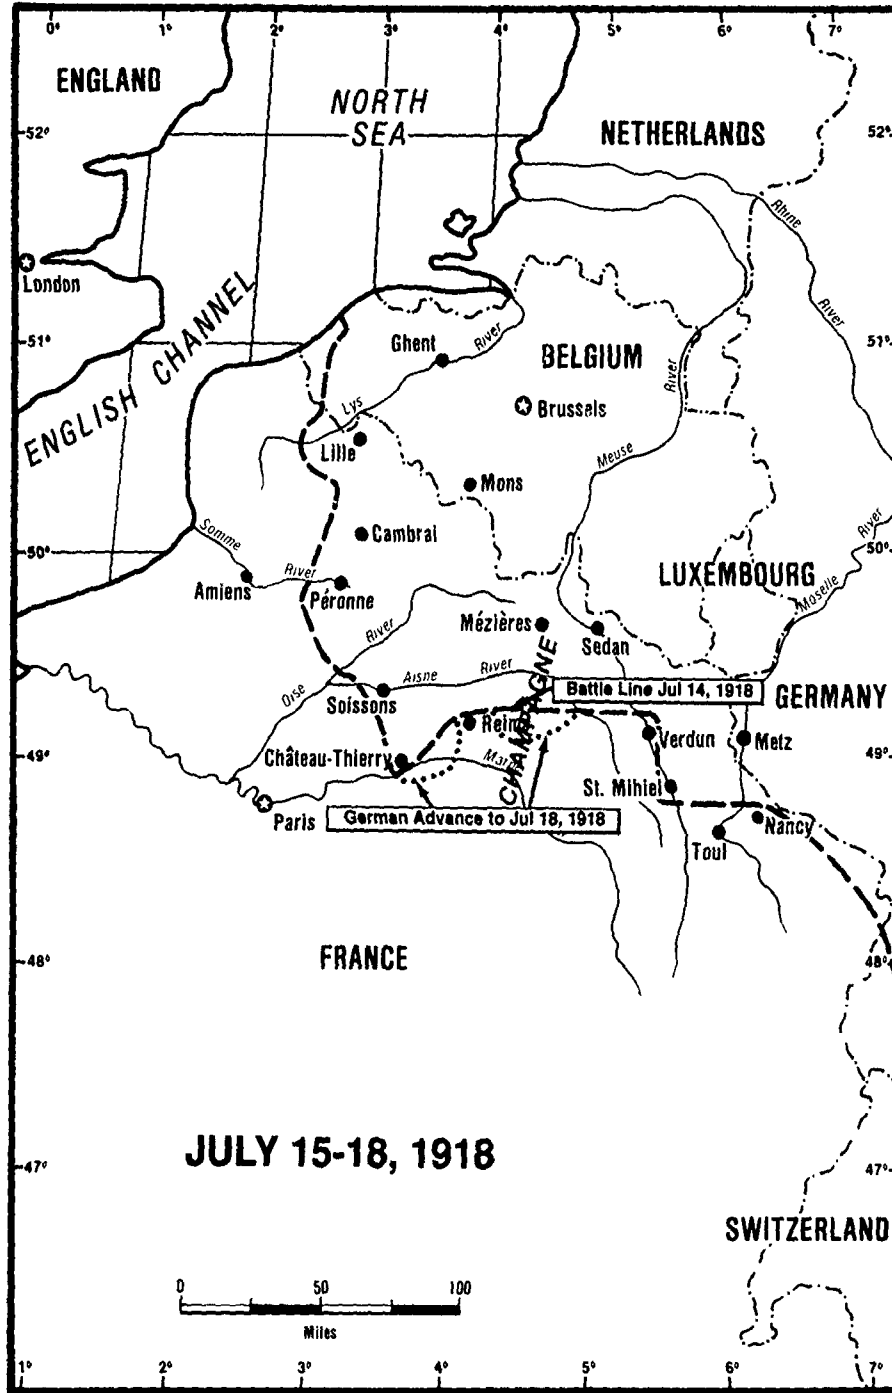 0° 1° 2° 3° 4° 5° 6° 7°
ENGLAND
NORTH
SEA
NETHERLANDS
52° 52°
Rhine
River
London
ENGLISH CHANNEL
51° 51°
Ghent
River
BELGIUM
Lys
Brussels
River
Lille
Meuse
Mons
Cambrai
River
Somme
50° 50°
River
LUXEMBOURG
Moselle
Amiens
Péronne
River
Mézières
Sedan
Oise
Aisne
River
CHAMPAGNE
Battle Line Jul 14, 1918
GERMANY
Soissons
Reims
Verdun
Metz
49° 49°
Château-Thierry
St. Mihiel
Paris
German Advance to Jul 18, 1918
Nancy
Toul
FRANCE
48° 48°
JULY 15-18, 1918
47° 47°
SWITZERLAND
0 50 100
Miles
1° 0° 1° 2° 3° 4° 5° 6° 7°